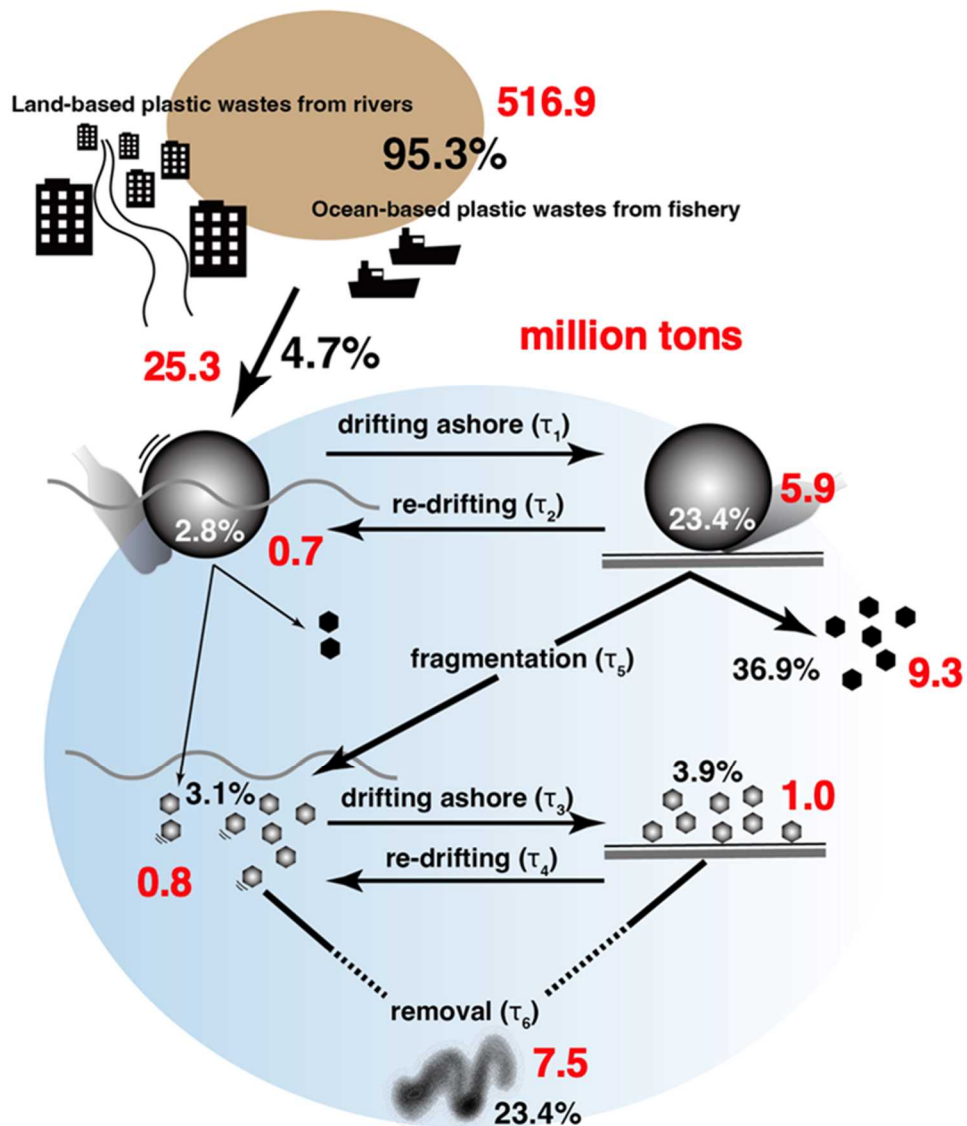 Land-based plastic wastes from rivers
516.9
95.3%
Ocean-based plastic wastes from fishery
million tons
25.3
4.7%
drifting ashore (τ1)
5.9
re-drifting (τ2)
2.8%
23.4%
0.7
fragmentation (τ5)
36.9%
9.3
3.1%
3.9%
drifting ashore (τ3)
1.0
re-drifting (τ4)
0.8
removal (τ6)
7.5
23.4%